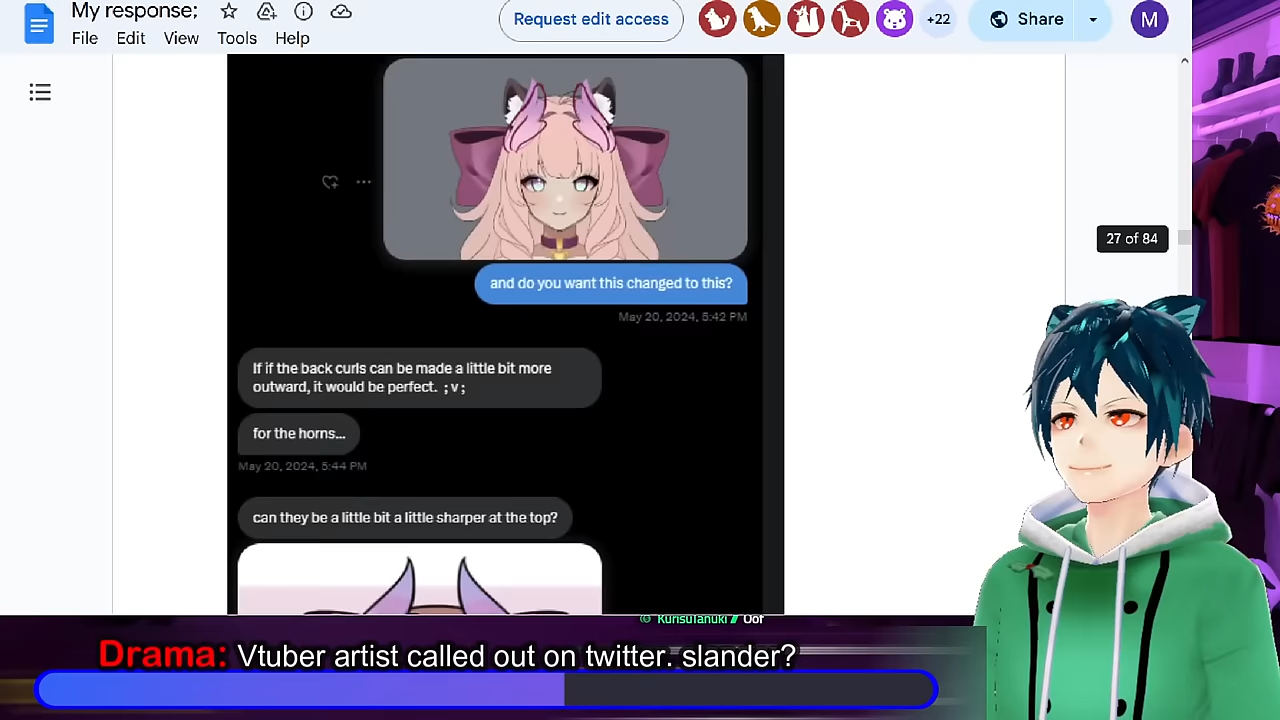 My response:
File Edit View Tools Help
Request edit access
+22
Share
M
and do you want this changed to this?
May 20, 2024, 5:42 PM
27 of 84
If if the back curls can be made a little bit more
outward, it would be perfect. ;v;
for the horns...
May 20, 2024, 5:44 PM
can they be a little bit a little sharper at the top?
KurisuTanuki Oof
Drama: Vtuber artist called out on twitter. slander?